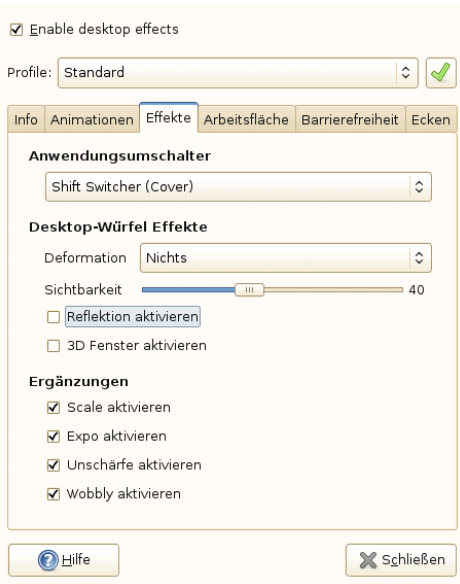 Enable desktop effects
Profile: Standard
Info Animationen Effekte Arbeitsfläche Barrierefreiheit Ecken
Anwendungsumschalter
Shift Switcher (Cover)
Desktop-Würfel Effekte
Deformation Nichts
Sichtbarkeit 40
Reflektion aktivieren
3D Fenster aktivieren
Ergänzungen
Scale aktivieren
Expo aktivieren
Unschärfe aktivieren
Wobbly aktivieren
Hilfe Schließen